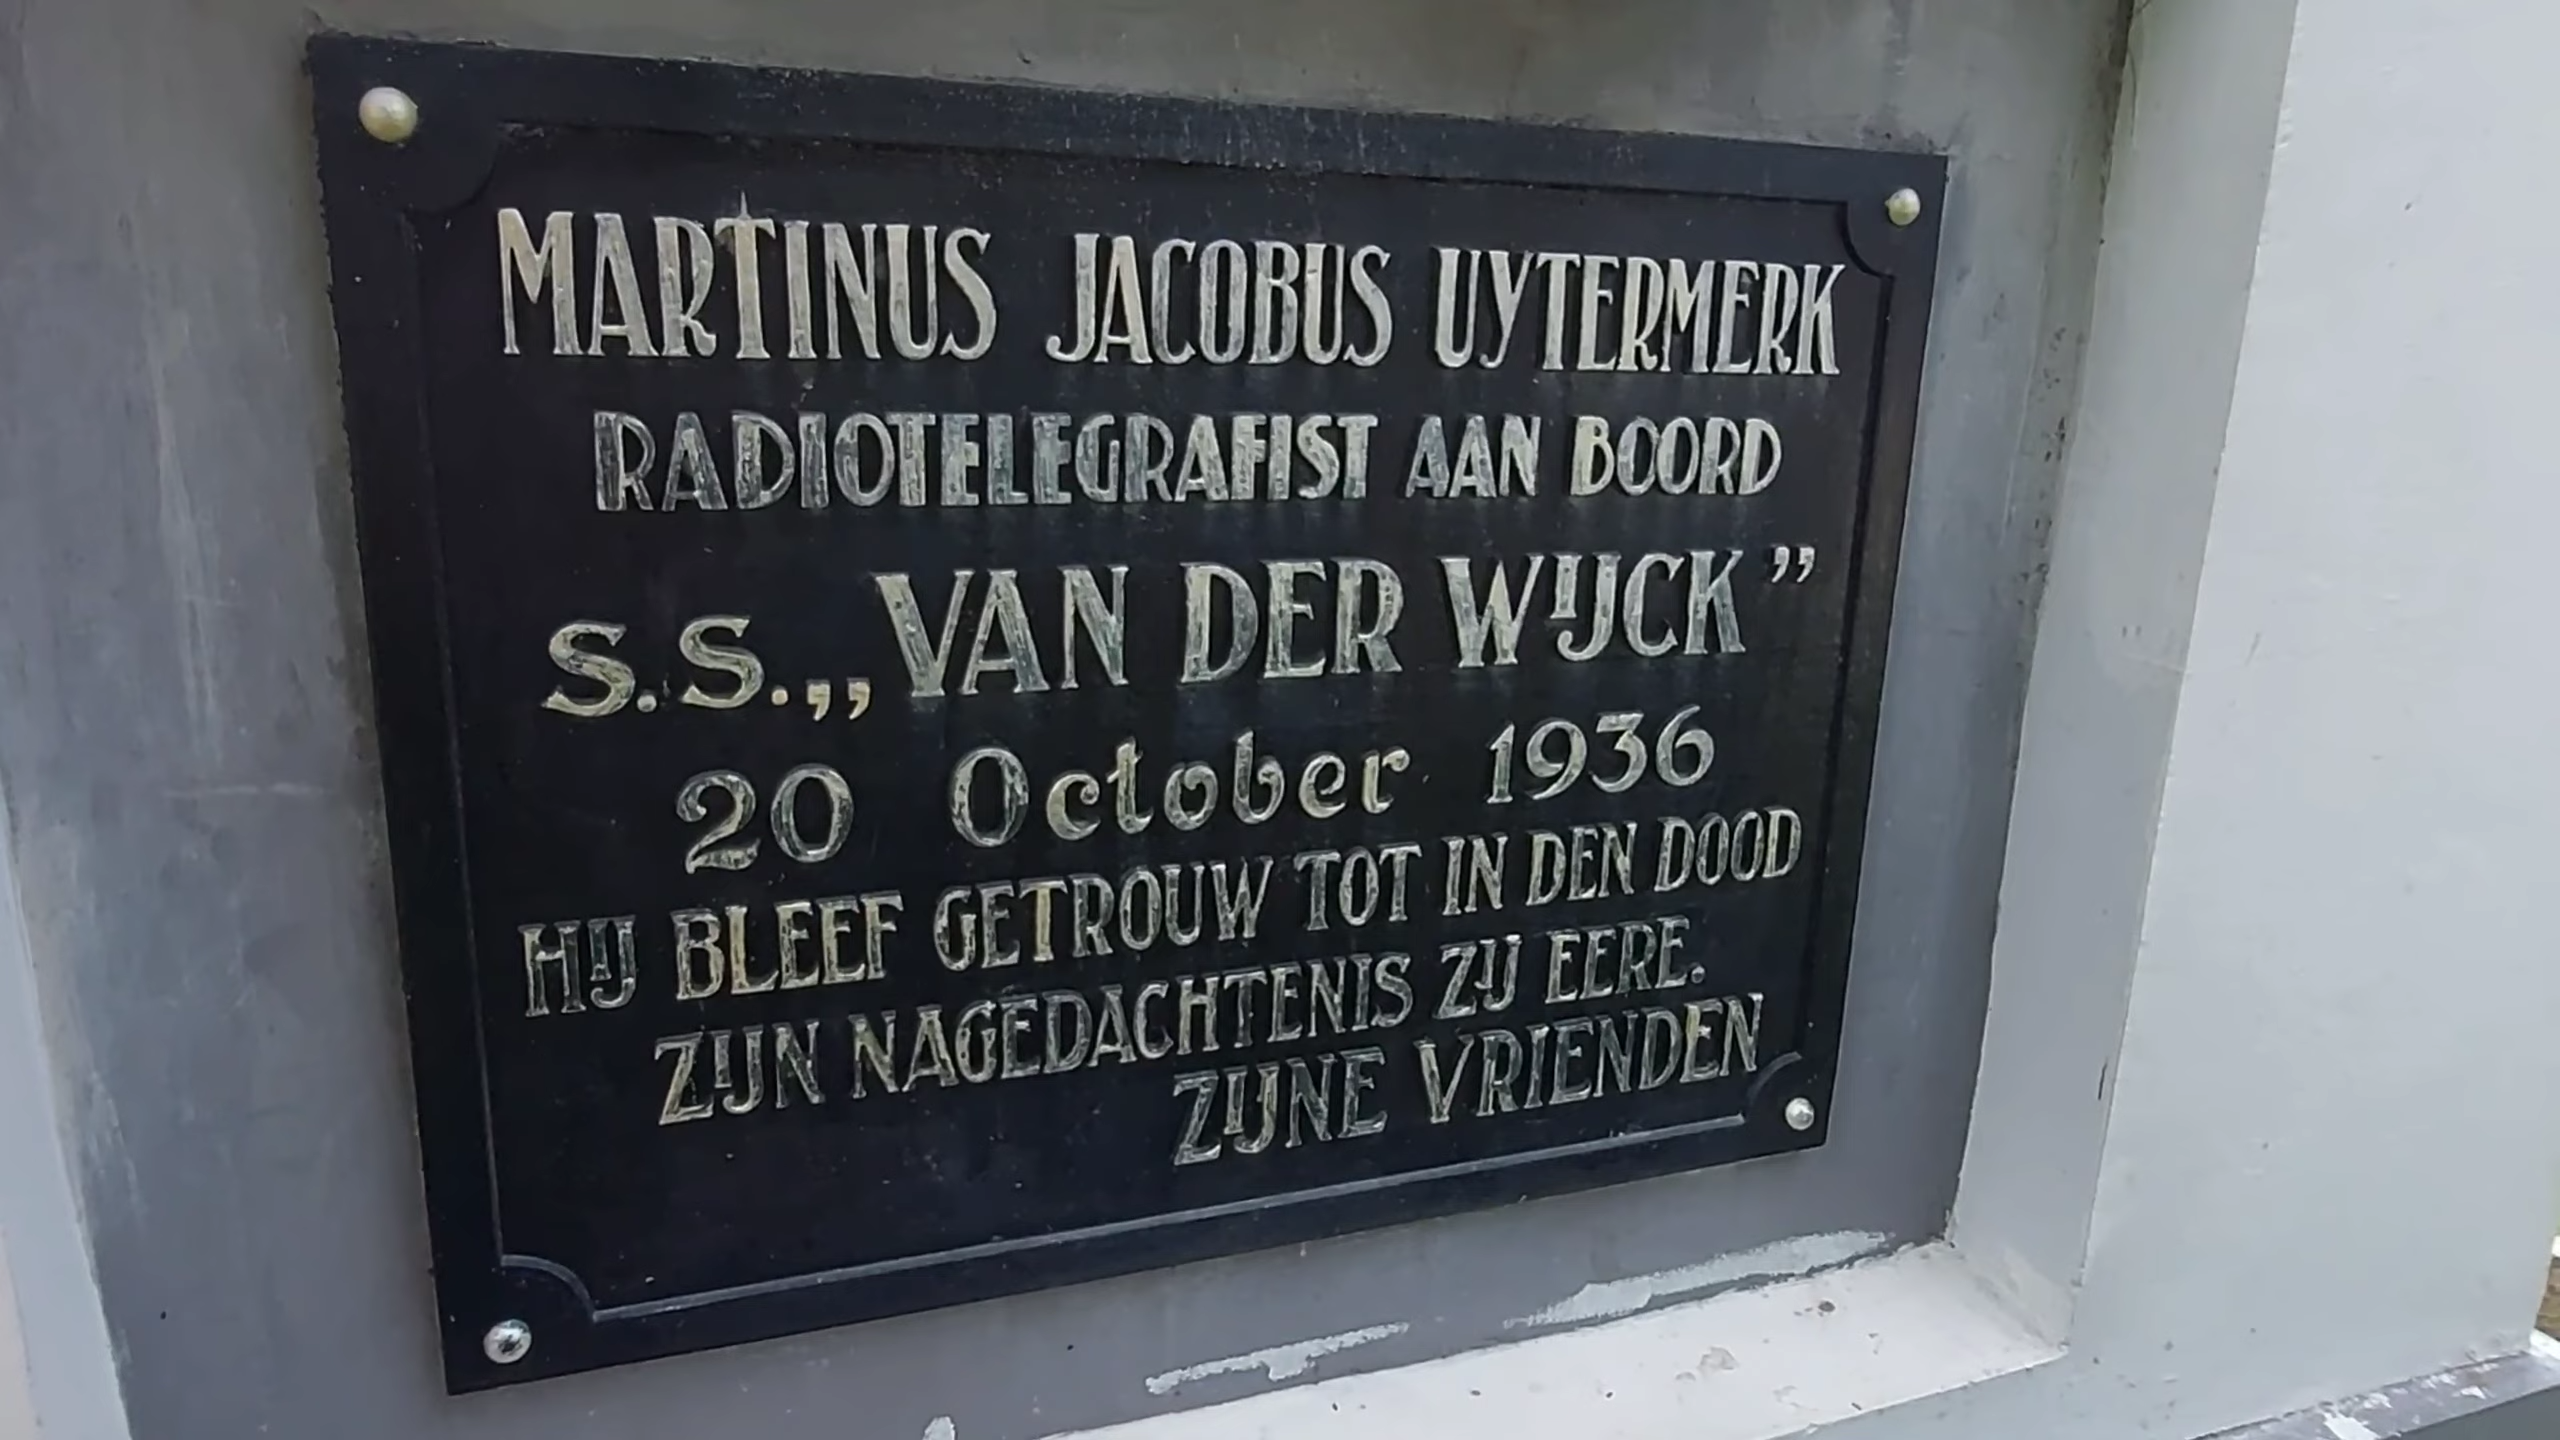 MARTINUS JACOBUS UYTERMERK
RADIOTELEGRAFIST AAN BOORD
S.S. „VAN DER WIJCK”
20 October 1936
HIJ BLEEF GETROUW TOT IN DEN DOOD
ZIJN NAGEDACHTENIS ZIJ EERE.
ZIJNE VRIENDEN